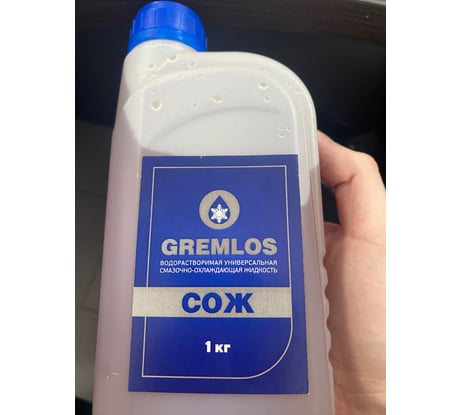 GREMLOS
ВОДОРАСТВОРИМАЯ УНИВЕРСАЛЬНАЯ
СМАЗОЧНО-ОХЛАЖДАЮЩАЯ ЖИДКОСТЬ
СОЖ
1 кг